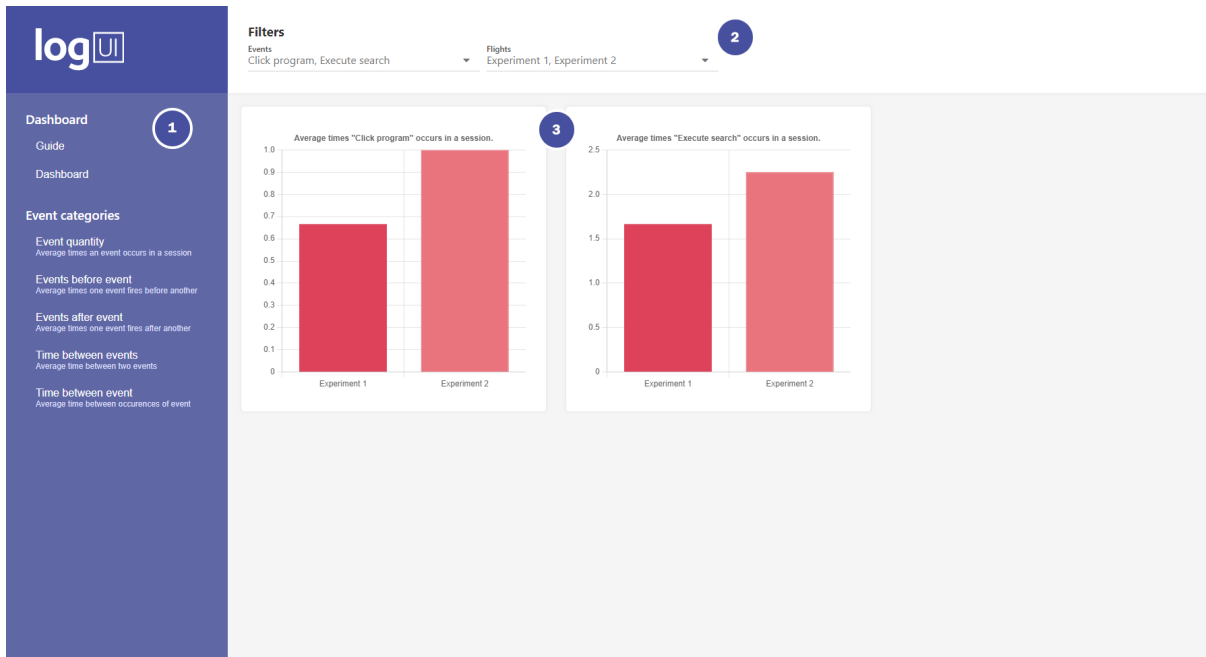 logUI
Filters
Events
Click program, Execute search
Flights
Experiment 1, Experiment 2
2
Dashboard
1
Guide
Dashboard
Event categories
Event quantity
Average times an event occurs in a session
Events before event
Average times one event fires before another
Events after event
Average times one event fires after another
Time between events
Average time between two events
Time between event
Average time between occurences of event
Average times "Click program" occurs in a session.
1.0
0.9
0.8
0.7
0.6
0.5
0.4
0.3
0.2
0.1
0
Experiment 1
Experiment 2
3
Average times "Execute search" occurs in a session.
2.5
2.0
1.5
1.0
0.5
0
Experiment 1
Experiment 2